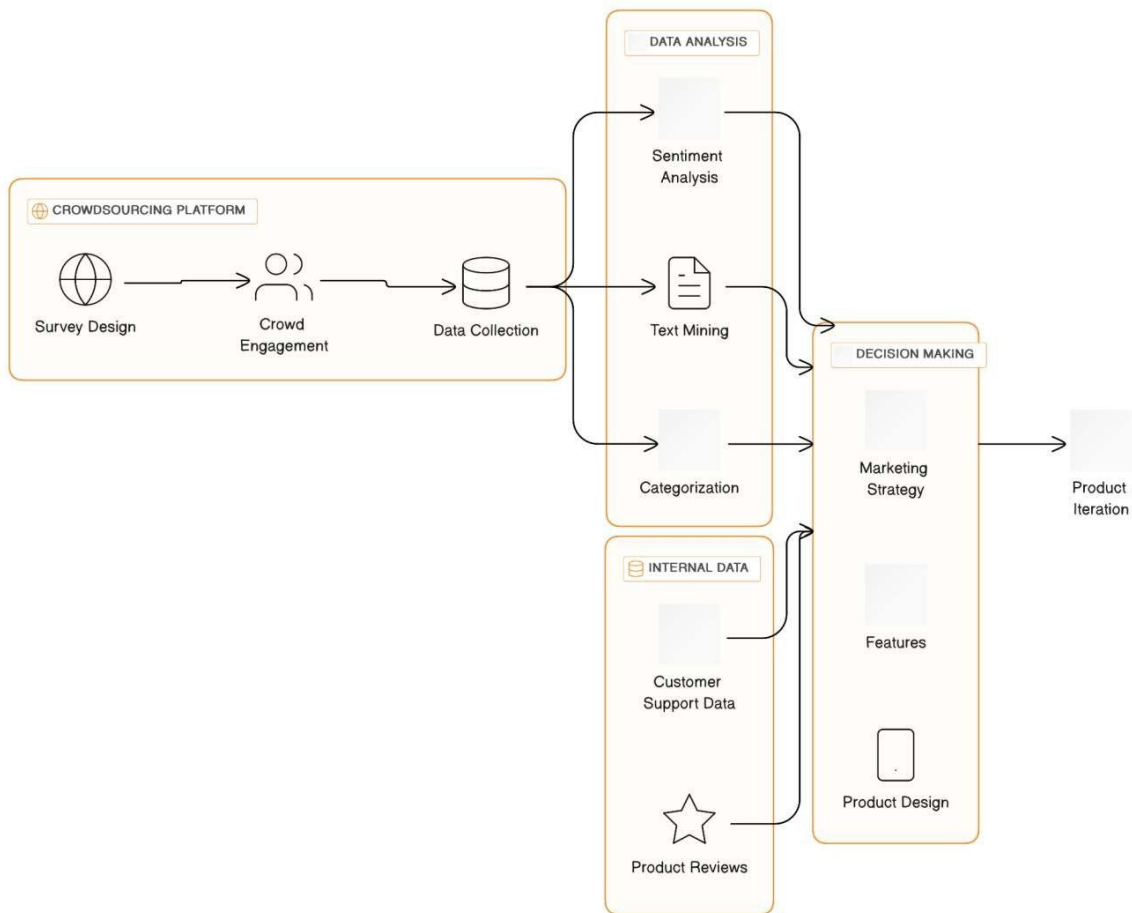 DATA ANALYSIS
Sentiment
Analysis
CROWDSOURCING PLATFORM
Survey Design
Crowd
Engagement
Data Collection
Text Mining
Categorization
DECISION MAKING
Marketing
Strategy
Features
Product Design
Product
Iteration
INTERNAL DATA
Customer
Support Data
Product Reviews